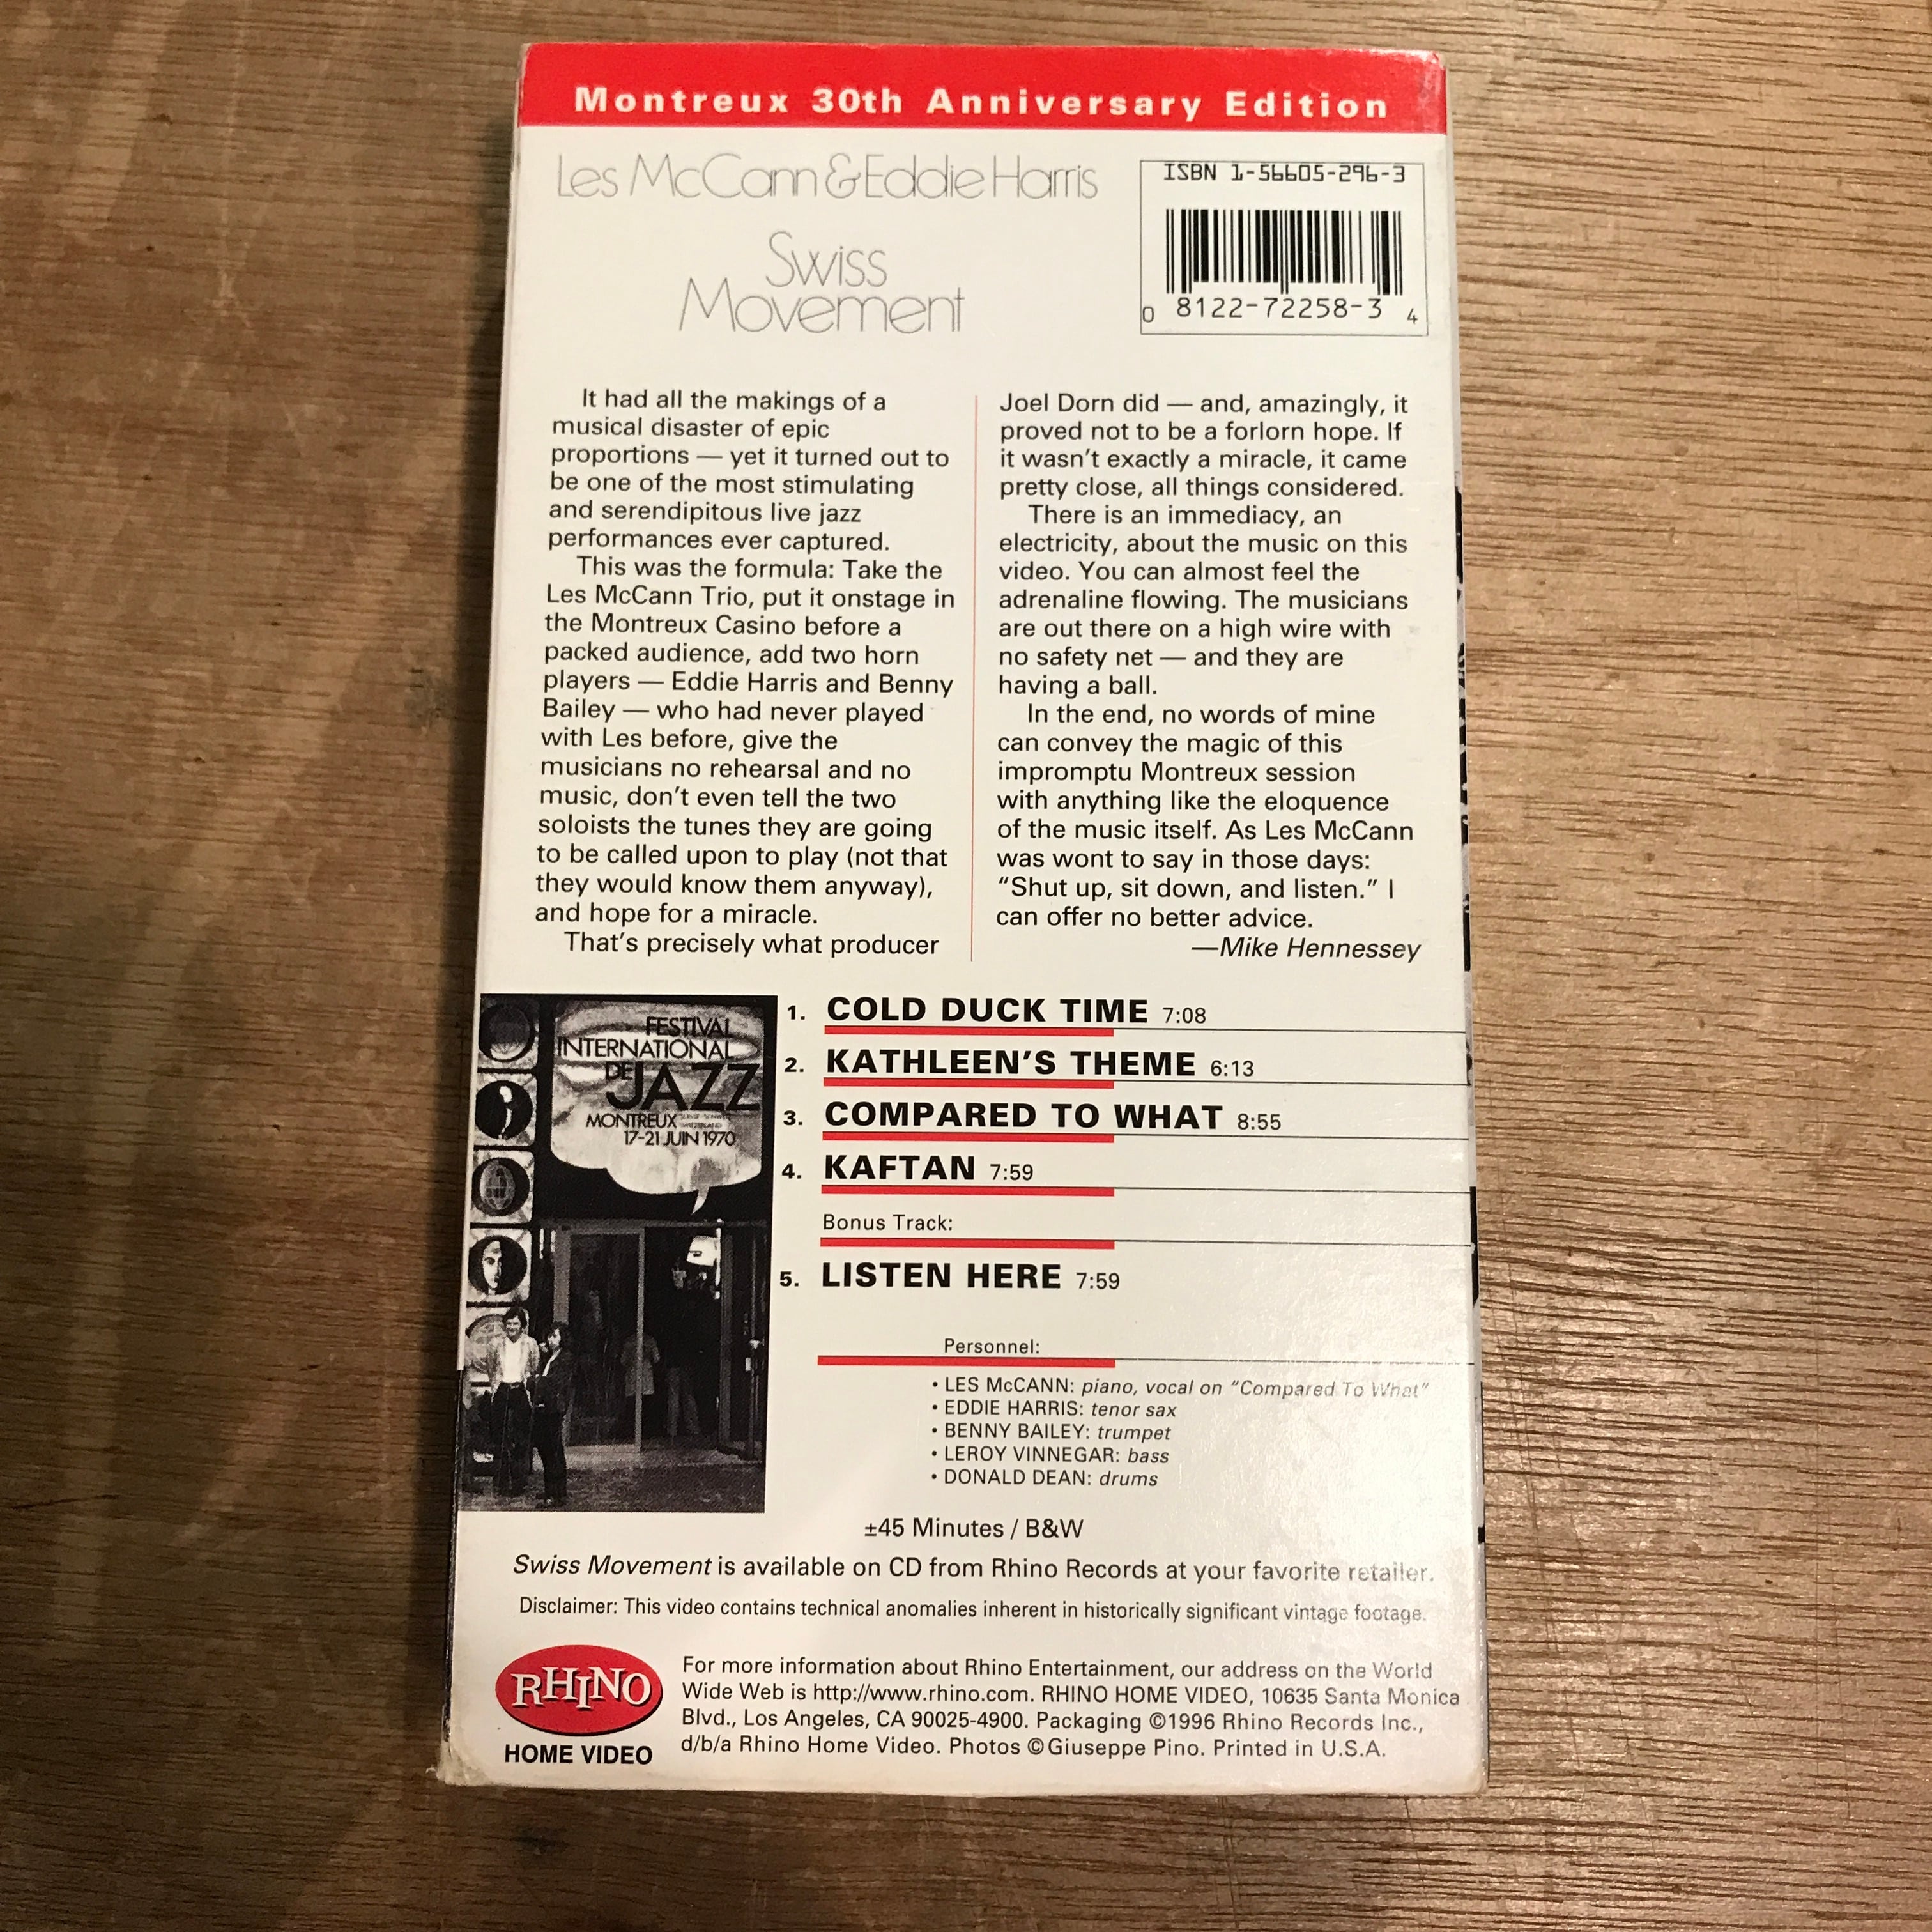 Montreux 30th Anniversary Edition
Les McCann & Eddie Harris
Swiss
Movement
ISBN 1-56605-296-3
0 8122-72258-3 4
It had all the makings of a
musical disaster of epic
proportions — yet it turned out to
be one of the most stimulating
and serendipitous live jazz
performances ever captured.
This was the formula: Take the
Les McCann Trio, put it onstage in
the Montreux Casino before a
packed audience, add two horn
players — Eddie Harris and Benny
Bailey — who had never played
with Les before, give the
musicians no rehearsal and no
music, don't even tell the two
soloists the tunes they are going
to be called upon to play (not that
they would know them anyway),
and hope for a miracle.
That's precisely what producer
Joel Dorn did — and, amazingly, it
proved not to be a forlorn hope. If
it wasn't exactly a miracle, it came
pretty close, all things considered.
There is an immediacy, an
electricity, about the music on this
video. You can almost feel the
adrenaline flowing. The musicians
are out there on a high wire with
no safety net — and they are
having a ball.
In the end, no words of mine
can convey the magic of this
impromptu Montreux session
with anything like the eloquence
of the music itself. As Les McCann
was wont to say in those days:
“Shut up, sit down, and listen.” I
can offer no better advice.
—Mike Hennessey
FESTIVAL
INTERNATIONAL
DE JAZZ
MONTREUX
17-21 JUIN 1970
1. COLD DUCK TIME 7:08
2. KATHLEEN'S THEME 6:13
3. COMPARED TO WHAT 8:55
4. KAFTAN 7:59
Bonus Track:
5. LISTEN HERE 7:59
Personnel:
• LES McCANN: piano, vocal on “Compared To What”
• EDDIE HARRIS: tenor sax
• BENNY BAILEY: trumpet
• LEROY VINNEGAR: bass
• DONALD DEAN: drums
±45 Minutes / B&W
Swiss Movement is available on CD from Rhino Records at your favorite retailer.
Disclaimer: This video contains technical anomalies inherent in historically significant vintage footage.
RHINO
HOME VIDEO
For more information about Rhino Entertainment, our address on the World
Wide Web is http://www.rhino.com. RHINO HOME VIDEO, 10635 Santa Monica
Blvd., Los Angeles, CA 90025-4900. Packaging ©1996 Rhino Records Inc.,
d/b/a Rhino Home Video. Photos © Giuseppe Pino. Printed in U.S.A.